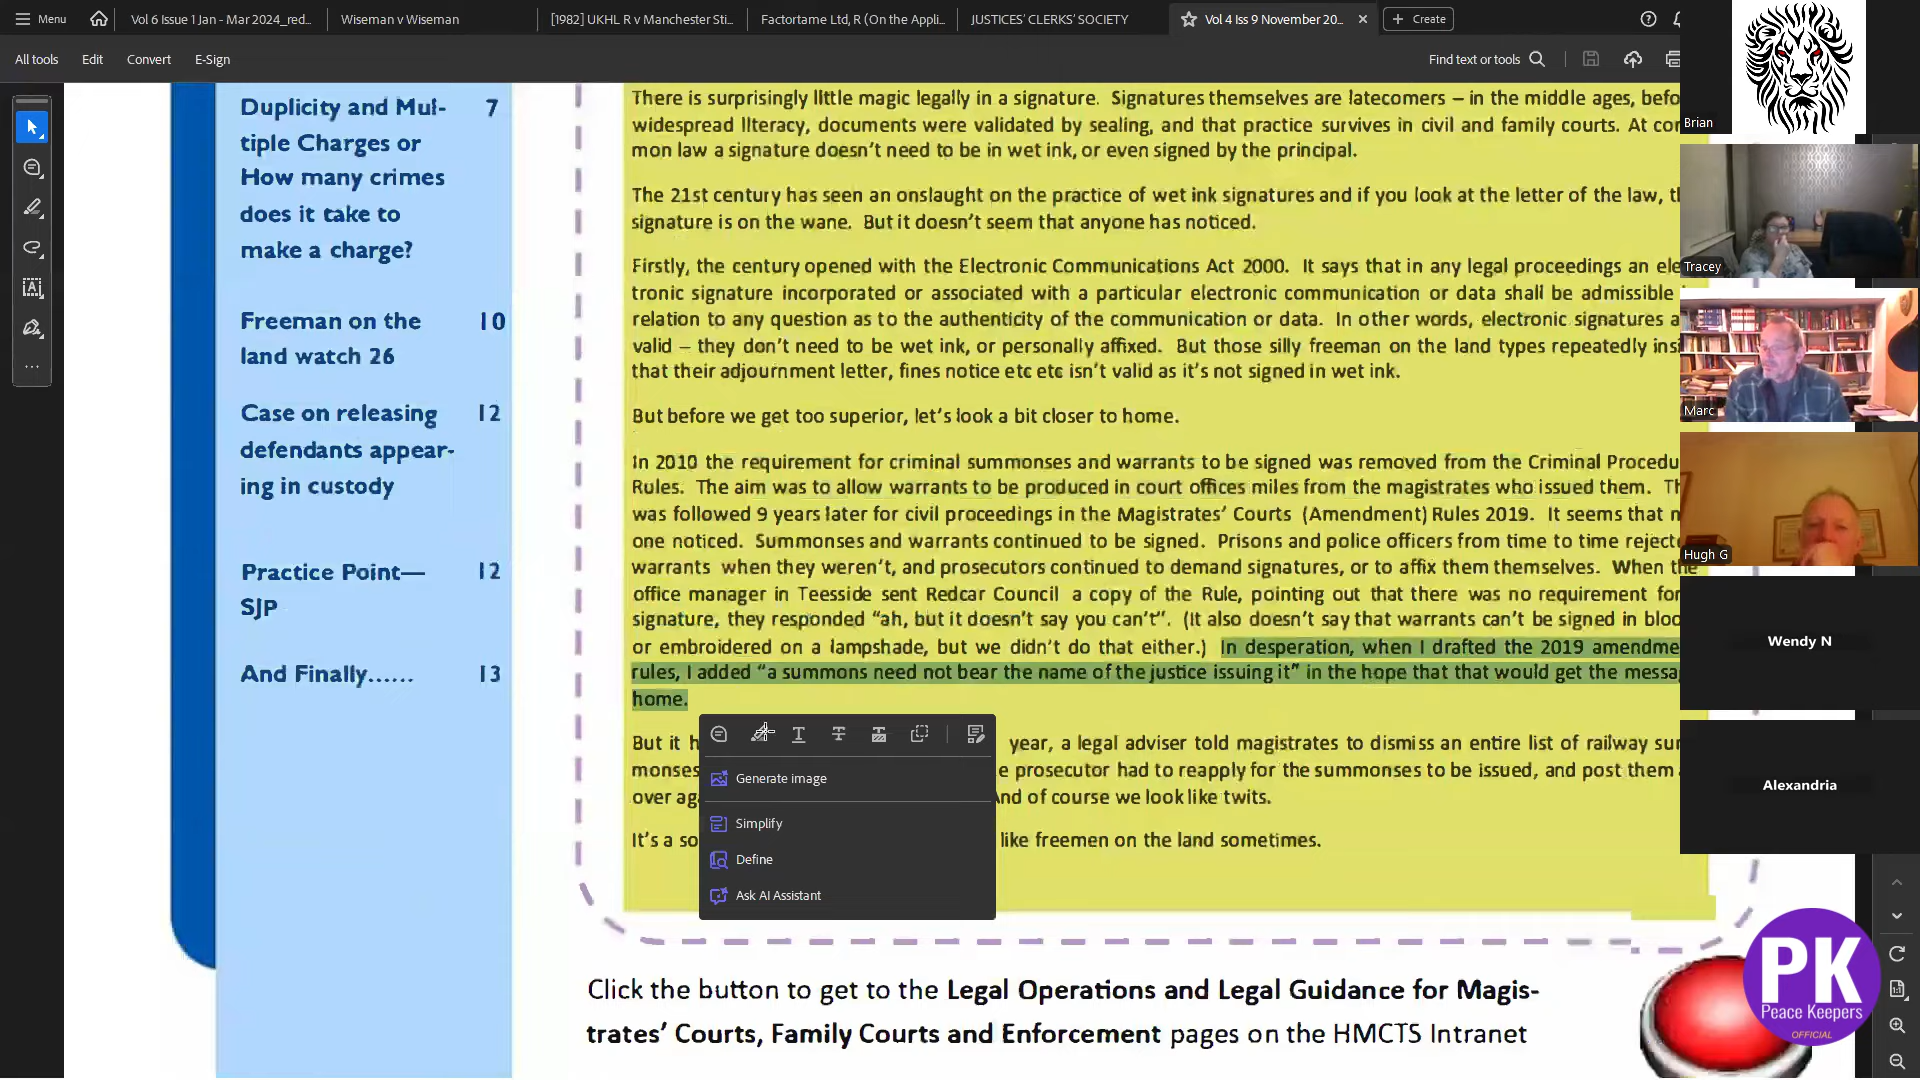 Menu
Vol 6 Issue 1 Jan - Mar 2024_red...
Wiseman v Wiseman
[1982] UKHL R v Manchester Sti...
Factortame Ltd, R (On the Appli...
JUSTICES' CLERKS' SOCIETY
Vol 4 Iss 9 November 20...
Create
All tools
Edit
Convert
E-Sign
Find text or tools
Duplicity and Mul- 7
tiple Charges or
How many crimes
does it take to
make a charge?
Freeman on the 10
land watch 26
Case on releasing 12
defendants appear-
ing in custody
Practice Point— 12
SJP
And Finally...... 13
There is surprisingly little magic legally in a signature. Signatures themselves are latecomers – in the middle ages, befo
widespread literacy, documents were validated by sealing, and that practice survives in civil and family courts. At co
mon law a signature doesn't need to be in wet ink, or even signed by the principal.
The 21st century has seen an onslaught on the practice of wet ink signatures and if you look at the letter of the law, t
signature is on the wane. But it doesn't seem that anyone has noticed.
Firstly, the century opened with the Electronic Communications Act 2000. It says that in any legal proceedings an ele
tronic signature incorporated or associated with a particular electronic communication or data shall be admissible
relation to any question as to the authenticity of the communication or data. In other words, electronic signatures a
valid – they don't need to be wet ink, or personally affixed. But those silly freeman on the land types repeatedly insi
that their adjournment letter, fines notice etc etc isn't valid as it's not signed in wet ink.
But before we get too superior, let's look a bit closer to home.
In 2010 the requirement for criminal summonses and warrants to be signed was removed from the Criminal Procedu
Rules. The aim was to allow warrants to be produced in court offices miles from the magistrates who issued them. Th
was followed 9 years later for civil proceedings in the Magistrates' Courts (Amendment) Rules 2019. It seems that n
one noticed. Summonses and warrants continued to be signed. Prisons and police officers from time to time rejecte
warrants when they weren't, and prosecutors continued to demand signatures, or to affix them themselves. When the
office manager in Teesside sent Redcar Council a copy of the Rule, pointing out that there was no requirement for
signature, they responded "ah, but it doesn't say you can't". (It also doesn't say that warrants can't be signed in bloo
or embroidered on a lampshade, but we didn't do that either.) In desperation, when I drafted the 2019 amendme
rules, I added "a summons need not bear the name of the justice issuing it" in the hope that that would get the messa
home.
But it h year, a legal adviser told magistrates to dismiss an entire list of railway sum
monses e prosecutor had to reapply for the summonses to be issued, and post them
over ag And of course we look like twits.
It's a so like freemen on the land sometimes.
Generate image
Simplify
Define
Ask AI Assistant
Click the button to get to the Legal Operations and Legal Guidance for Magis-
trates' Courts, Family Courts and Enforcement pages on the HMCTS Intranet
Brian
Tracey
Marc
Hugh G
Wendy N
Alexandria
PK
Peace Keepers
OFFICIAL